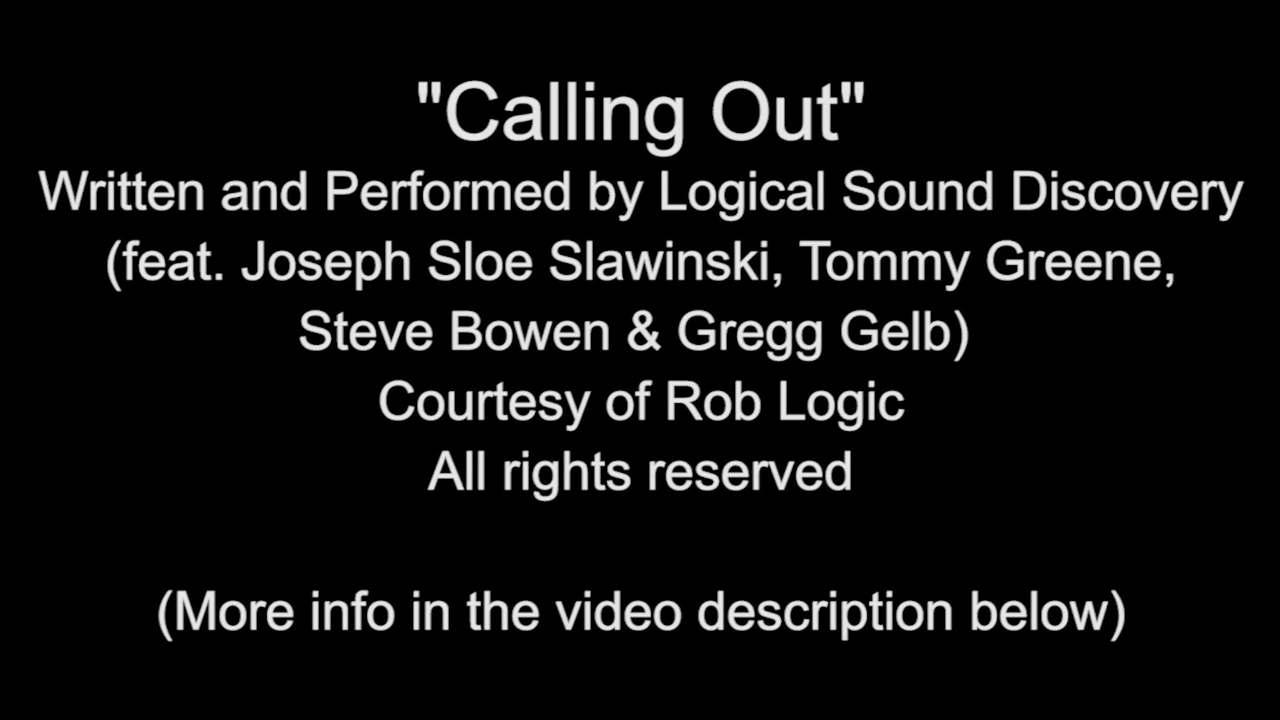 "Calling Out"
Written and Performed by Logical Sound Discovery
(feat. Joseph Sloe Slawinski, Tommy Greene,
Steve Bowen & Gregg Gelb)
Courtesy of Rob Logic
All rights reserved
(More info in the video description below)